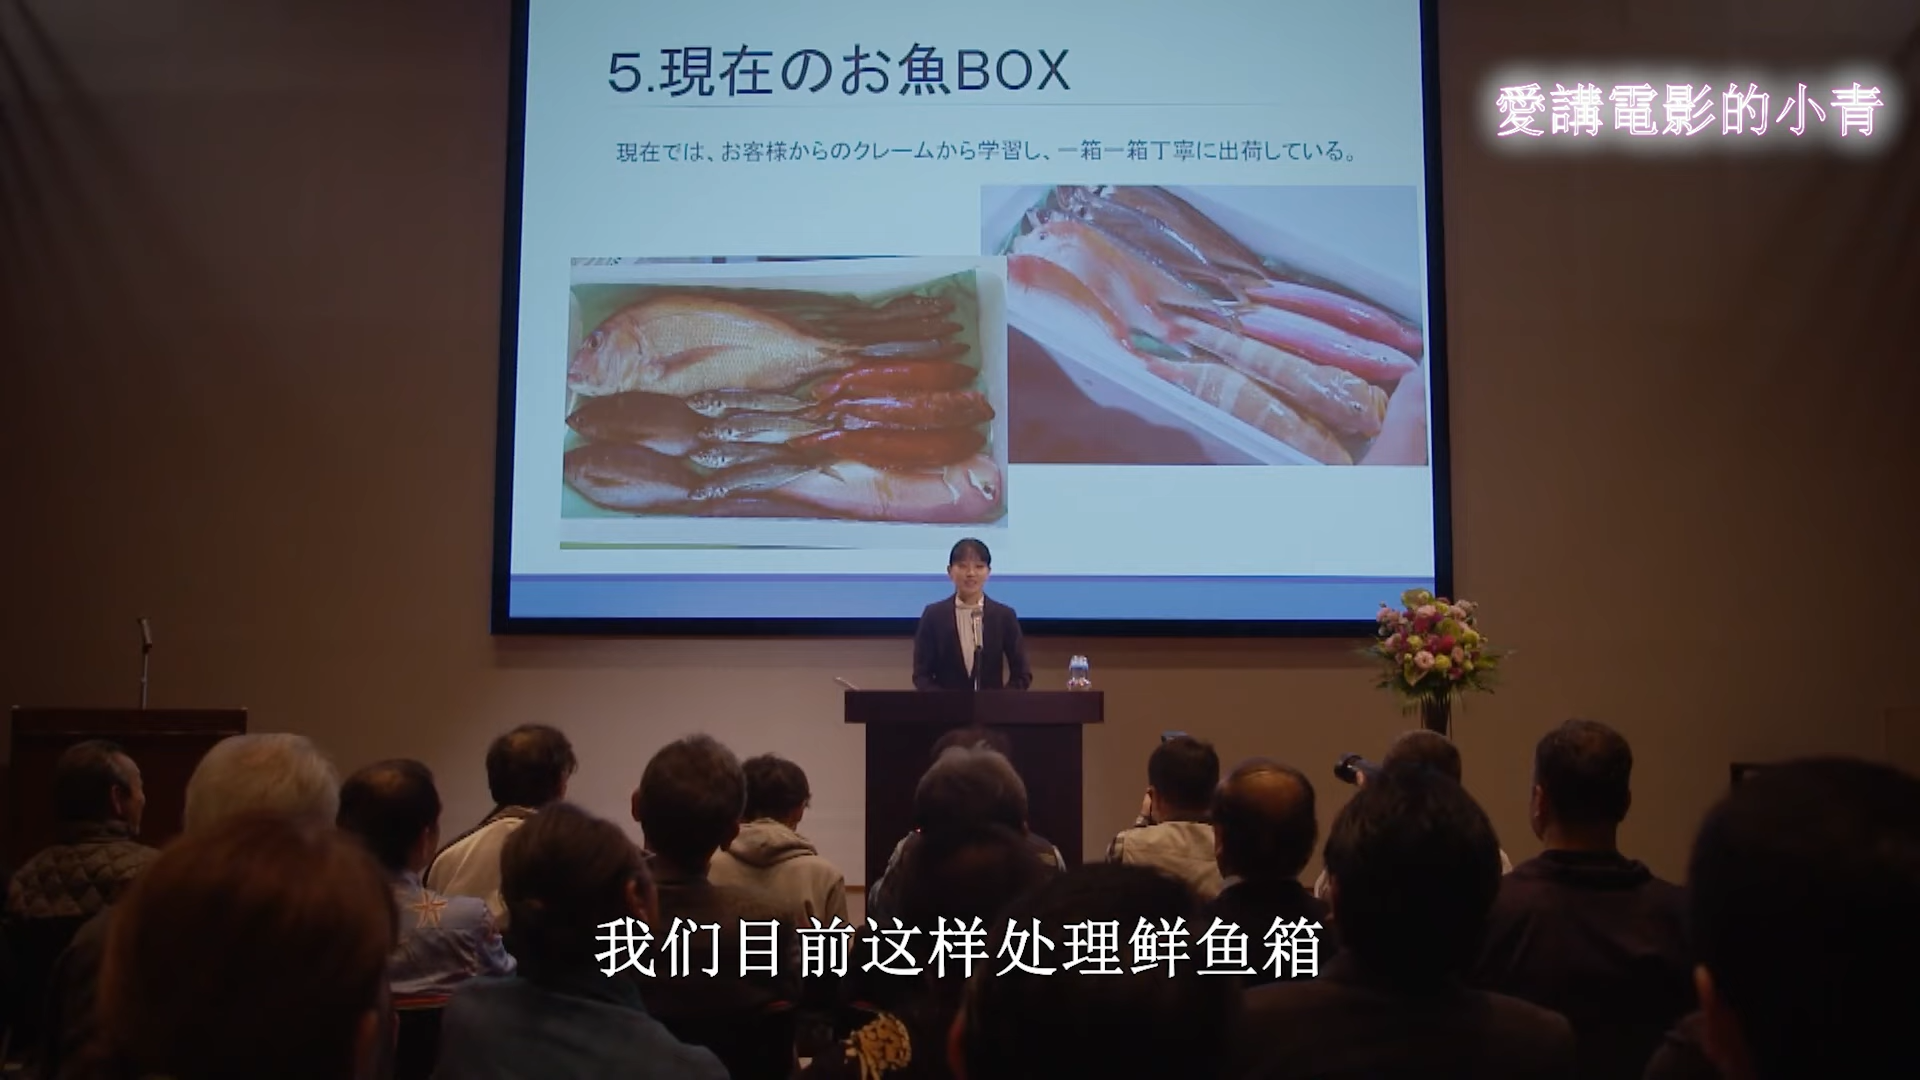 5.現在のお魚BOX
愛講電影的小青
現在では、お客様からのクレームから学習し、一箱一箱丁寧に出荷している。
我们目前这样处理鲜鱼箱